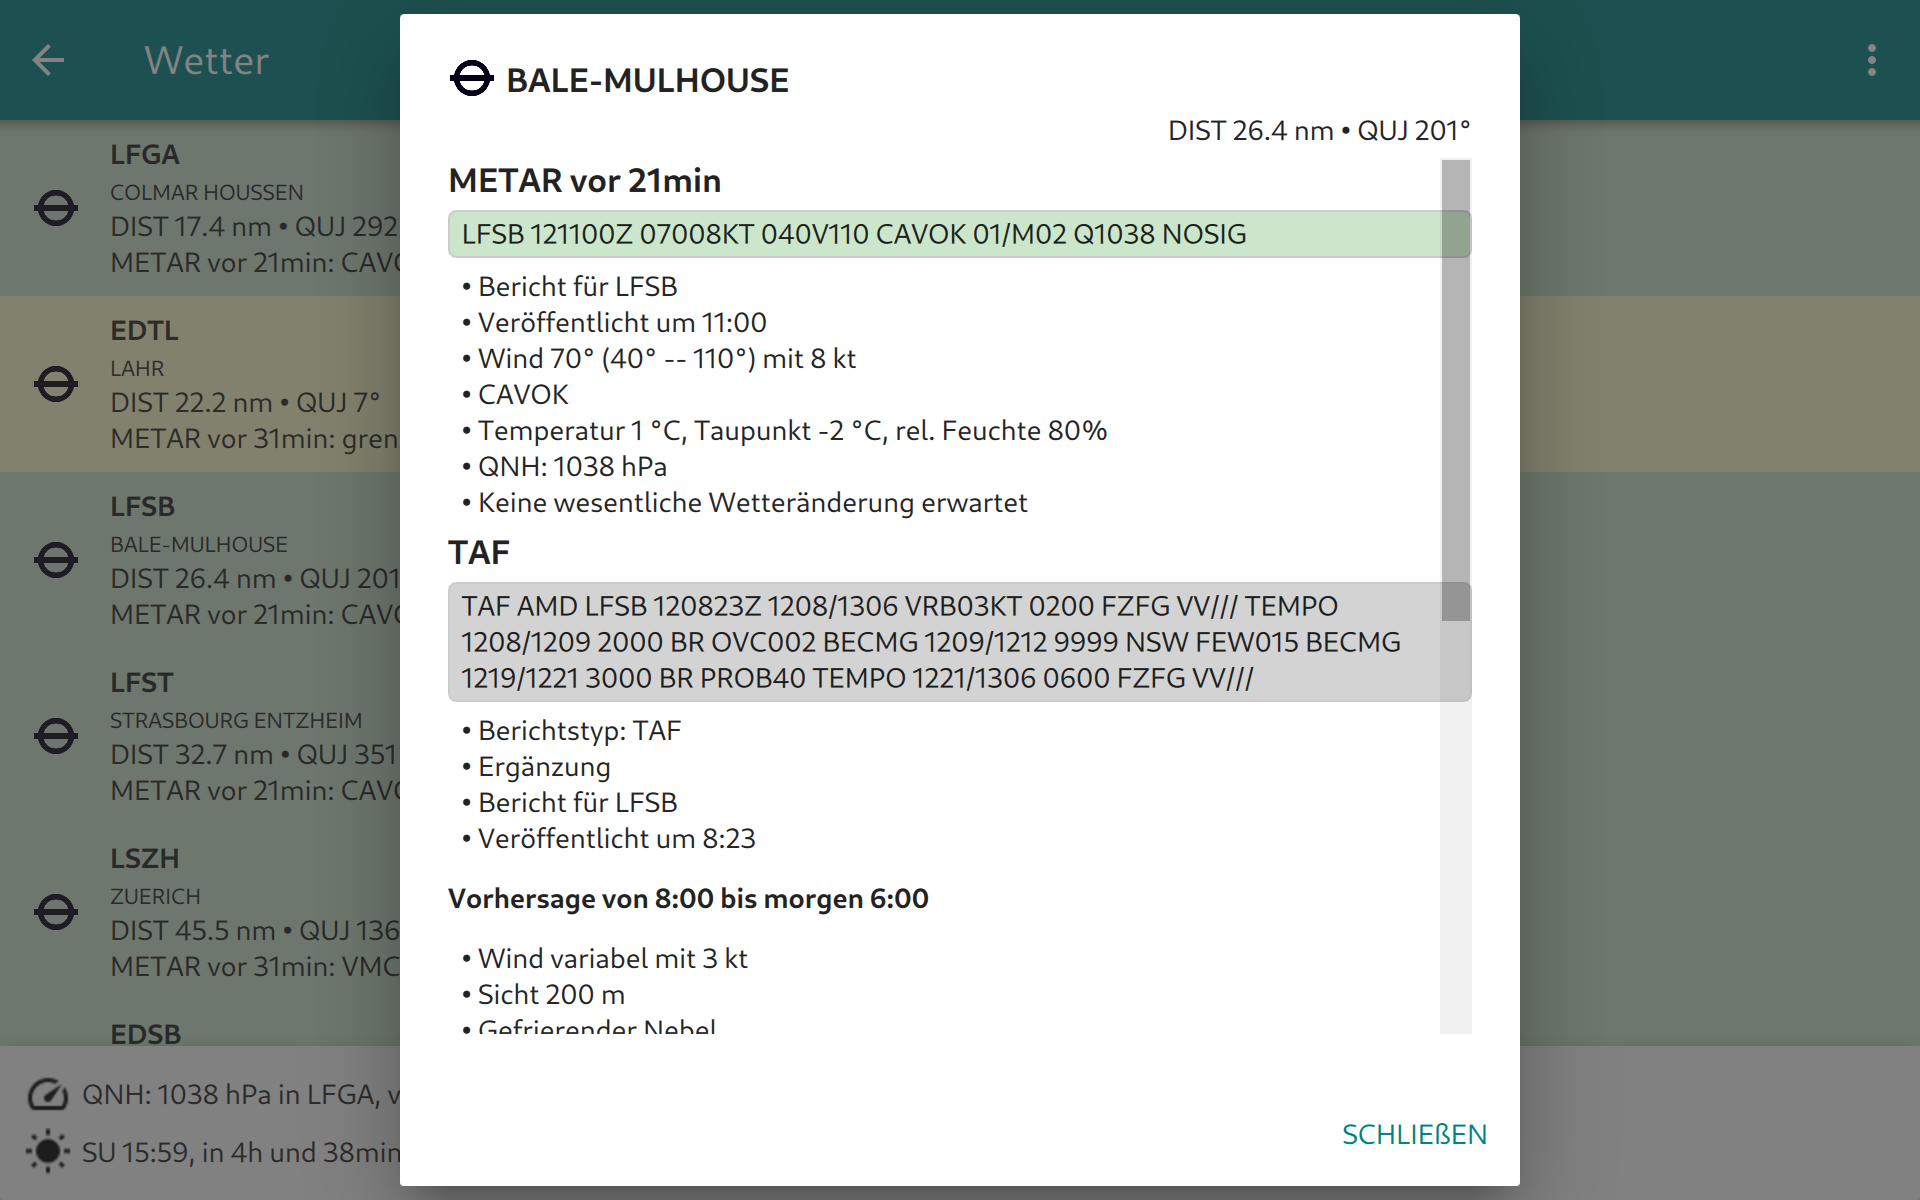 Wetter
LFGA
COLMAR HOUSSEN
DIST 17.4 nm • QUJ 292
METAR vor 21min: CAVO
EDTL
LAHR
DIST 22.2 nm • QUJ 7°
METAR vor 31min: gren
LFSB
BALE-MULHOUSE
DIST 26.4 nm • QUJ 201
METAR vor 21min: CAVO
LFST
STRASBOURG ENTZHEIM
DIST 32.7 nm • QUJ 351
METAR vor 21min: CAVO
LSZH
ZUERICH
DIST 45.5 nm • QUJ 136
METAR vor 31min: VMC
EDSB
QNH: 1038 hPa in LFGA, v
SU 15:59, in 4h und 38min
BALE-MULHOUSE
DIST 26.4 nm • QUJ 201°
METAR vor 21min
LFSB 121100Z 07008KT 040V110 CAVOK 01/M02 Q1038 NOSIG
• Bericht für LFSB
• Veröffentlicht um 11:00
• Wind 70° (40° -- 110°) mit 8 kt
• CAVOK
• Temperatur 1 °C, Taupunkt -2 °C, rel. Feuchte 80%
• QNH: 1038 hPa
• Keine wesentliche Wetteränderung erwartet
TAF
TAF AMD LFSB 120823Z 1208/1306 VRB03KT 0200 FZFG VV/// TEMPO
1208/1209 2000 BR OVC002 BECMG 1209/1212 9999 NSW FEW015 BECMG
1219/1221 3000 BR PROB40 TEMPO 1221/1306 0600 FZFG VV///
• Berichtstyp: TAF
• Ergänzung
• Bericht für LFSB
• Veröffentlicht um 8:23
Vorhersage von 8:00 bis morgen 6:00
• Wind variabel mit 3 kt
• Sicht 200 m
• Gefrierender Nebel
SCHLIEßEN